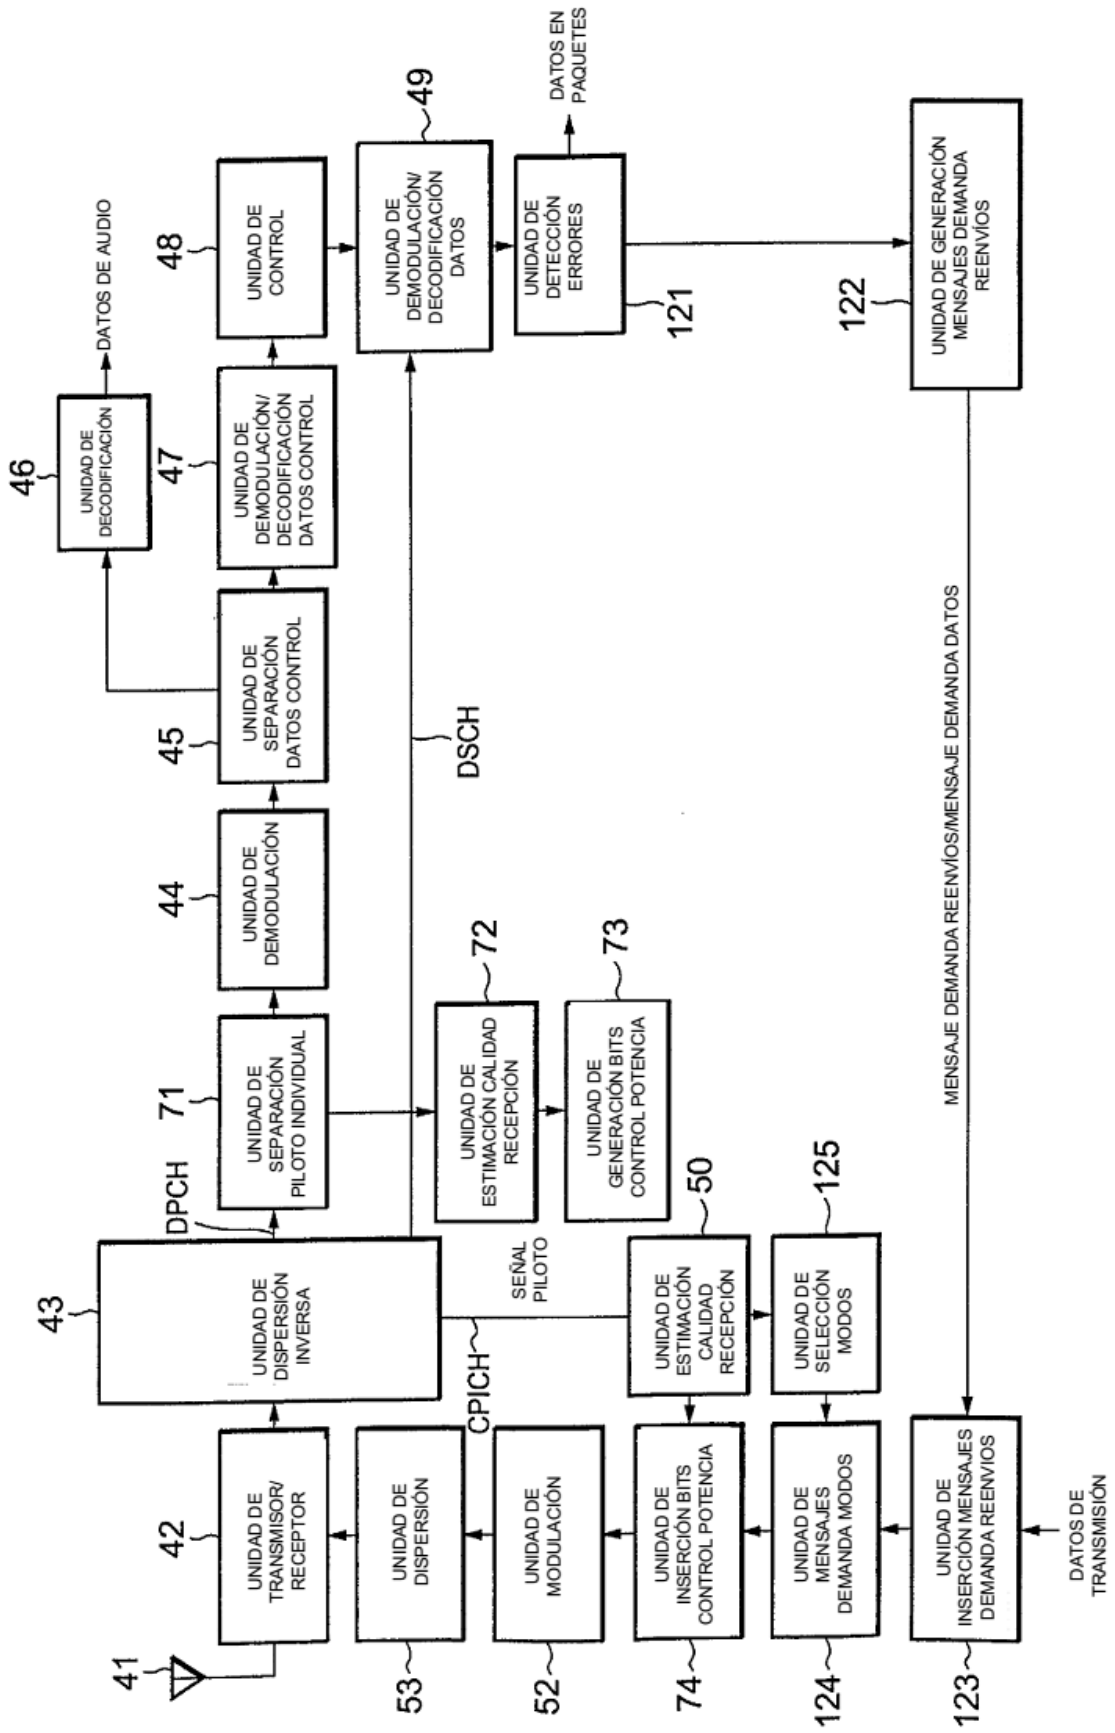 41
42
UNIDAD DE
TRANSMISOR/
RECEPTOR
43
UNIDAD DE
DISPERSIÓN
INVERSA
DPCH
71
UNIDAD DE
SEPARACIÓN
PILOTO INDIVIDUAL
44
UNIDAD DE
DEMODULACIÓN
45
UNIDAD DE
SEPARACIÓN
DATOS CONTROL
46
UNIDAD DE
DECODIFICACIÓN
DATOS DE AUDIO
47
UNIDAD DE
DEMODULACIÓN/
DECODIFICACIÓN
DATOS CONTROL
48
UNIDAD DE
CONTROL
53
UNIDAD DE
DISPERSIÓN
CPICH
SEÑAL
PILOTO
DSCH
49
UNIDAD DE
DEMODULACIÓN/
DECODIFICACIÓN
DATOS
52
UNIDAD DE
MODULACIÓN
72
UNIDAD DE
ESTIMACIÓN CALIDAD
RECEPCIÓN
73
UNIDAD DE
GENERACIÓN BITS
CONTROL POTENCIA
121
UNIDAD DE
DETECCIÓN
ERRORES
DATOS EN
PAQUETES
74
UNIDAD DE
INSERCIÓN BITS
CONTROL POTENCIA
50
UNIDAD DE
ESTIMACIÓN
CALIDAD
RECEPCIÓN
124
UNIDAD DE
MENSAJES
DEMANDA MODOS
125
UNIDAD DE
SELECCIÓN
MODOS
122
UNIDAD DE GENERACIÓN
MENSAJES DEMANDA
REENVÍOS
MENSAJE DEMANDA REENVÍOS/MENSAJE DEMANDA DATOS
123
UNIDAD DE
INSERCIÓN MENSAJES
DEMANDA REENVIOS
DATOS DE
TRANSMISIÓN